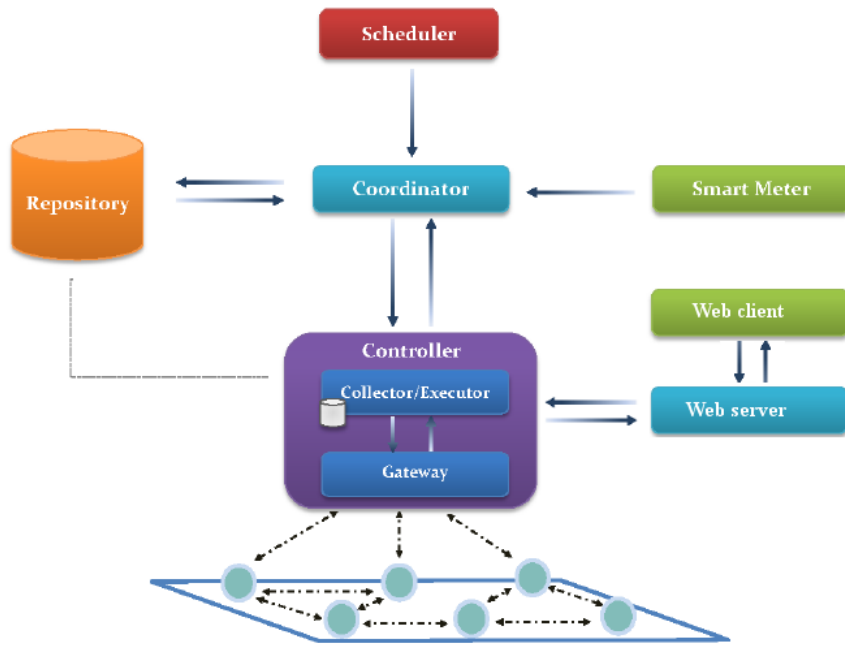 Scheduler
Coordinator
Smart Meter
Repository
Web client
Controller
Collector/Executor
Web server
Gateway